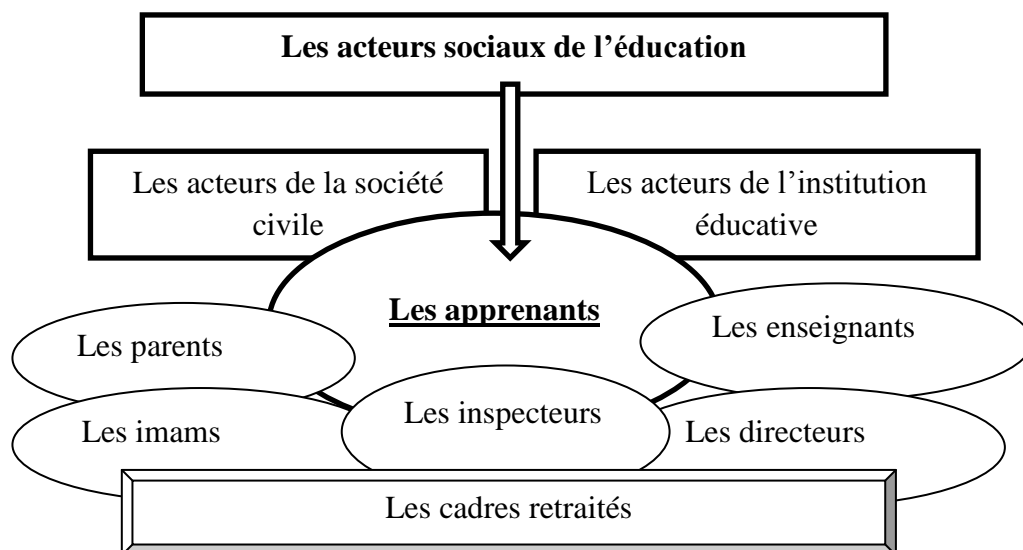 Les acteurs sociaux de l’éducation
Les acteurs de la société
civile
Les acteurs de l’institution
éducative
Les apprenants
Les parents
Les enseignants
Les imams
Les inspecteurs
Les directeurs
Les cadres retraités